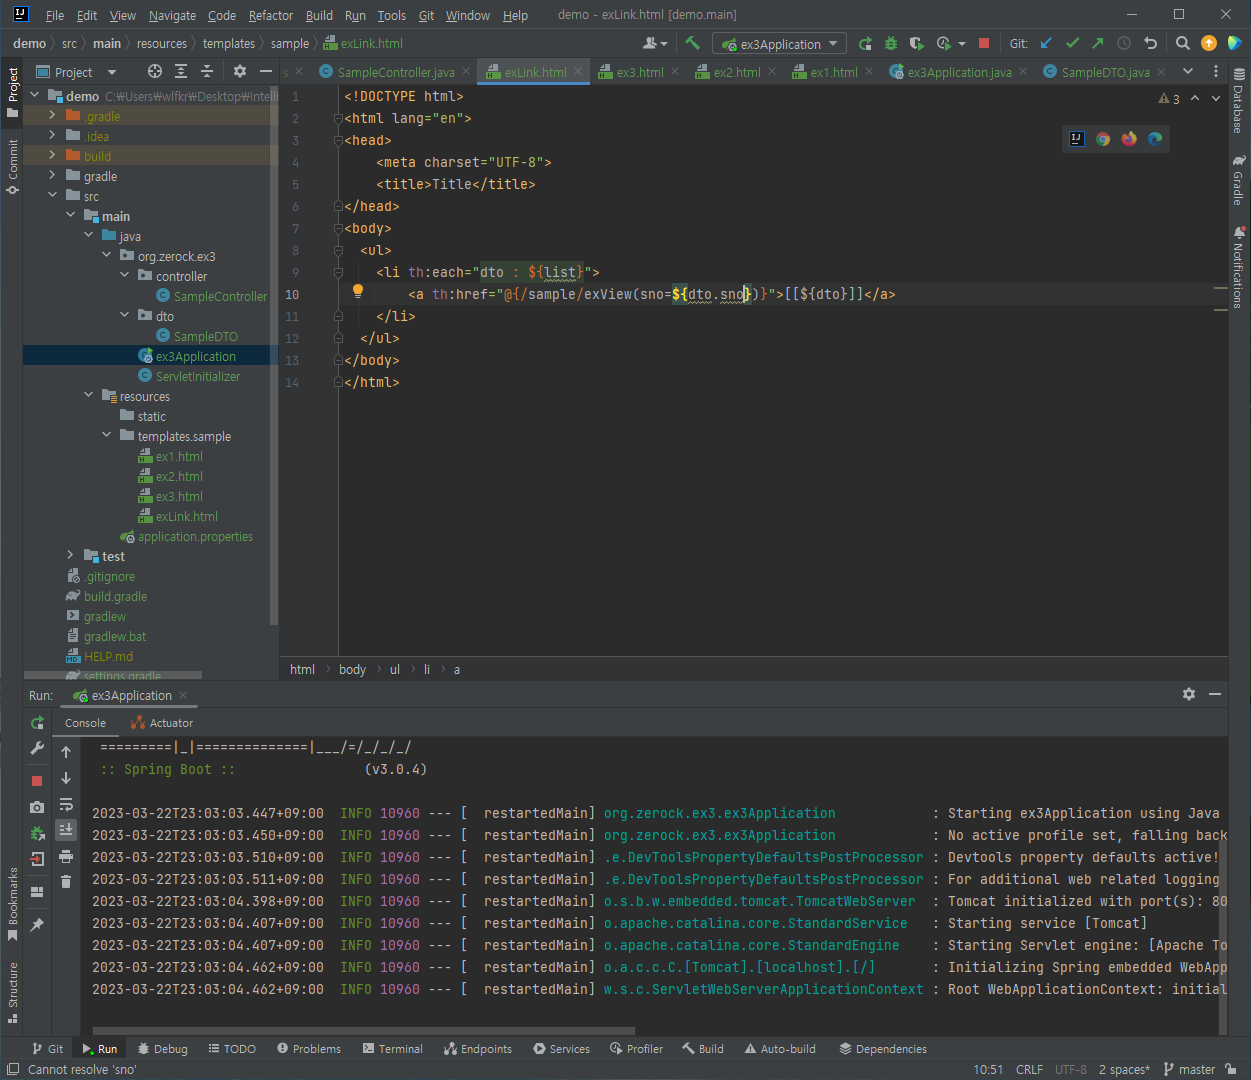 File Edit View Navigate Code Refactor Build Run Tools Git Window Help demo - exLink.html [demo.main]
demo src main resources templates sample exLink.html ex3Application Git:
Project s SampleController.java exLink.html ex3.html ex2.html ex1.html ex3Application.java SampleDTO.java
Project
Commit
Bookmarks
Structure
demo C:₩Users₩wlfkr₩Desktop₩Intelli
.gradle
.idea
build
gradle
src
main
java
org.zerock.ex3
controller
SampleController
dto
SampleDTO
ex3Application
ServletInitializer
resources
static
templates.sample
ex1.html
ex2.html
ex3.html
exLink.html
application.properties
test
.gitignore
build.gradle
gradlew
gradlew.bat
HELP.md
settings.gradle
1 <!DOCTYPE html>
2 <html lang="en">
3 <head>
4 <meta charset="UTF-8">
5 <title>Title</title>
6 </head>
7 <body>
8 <ul>
9 <li th:each="dto : ${list}">
10 <a th:href="@{/sample/exView(sno=${dto.sno})}">[[${dto}]]</a>
11 </li>
12 </ul>
13 </body>
14 </html>
3
Database
Gradle
Notifications
html body ul li a
Run: ex3Application
Console Actuator
=========|_|==============|___/=/_/_/_/
:: Spring Boot :: (v3.0.4)
2023-03-22T23:03:03.447+09:00 INFO 10960 --- [ restartedMain] org.zerock.ex3.ex3Application : Starting ex3Application using Java
2023-03-22T23:03:03.450+09:00 INFO 10960 --- [ restartedMain] org.zerock.ex3.ex3Application : No active profile set, falling back
2023-03-22T23:03:03.510+09:00 INFO 10960 --- [ restartedMain] .e.DevToolsPropertyDefaultsPostProcessor : Devtools property defaults active!
2023-03-22T23:03:03.511+09:00 INFO 10960 --- [ restartedMain] .e.DevToolsPropertyDefaultsPostProcessor : For additional web related logging
2023-03-22T23:03:04.398+09:00 INFO 10960 --- [ restartedMain] o.s.b.w.embedded.tomcat.TomcatWebServer : Tomcat initialized with port(s): 80
2023-03-22T23:03:04.407+09:00 INFO 10960 --- [ restartedMain] o.apache.catalina.core.StandardService : Starting service [Tomcat]
2023-03-22T23:03:04.407+09:00 INFO 10960 --- [ restartedMain] o.apache.catalina.core.StandardEngine : Starting Servlet engine: [Apache To
2023-03-22T23:03:04.462+09:00 INFO 10960 --- [ restartedMain] o.a.c.c.C.[Tomcat].[localhost].[/] : Initializing Spring embedded WebApp
2023-03-22T23:03:04.462+09:00 INFO 10960 --- [ restartedMain] w.s.c.ServletWebServerApplicationContext : Root WebApplicationContext: initial
Git Run Debug TODO Problems Terminal Endpoints Services Profiler Build Auto-build Dependencies
Cannot resolve 'sno' 10:51 CRLF UTF-8 2 spaces* master